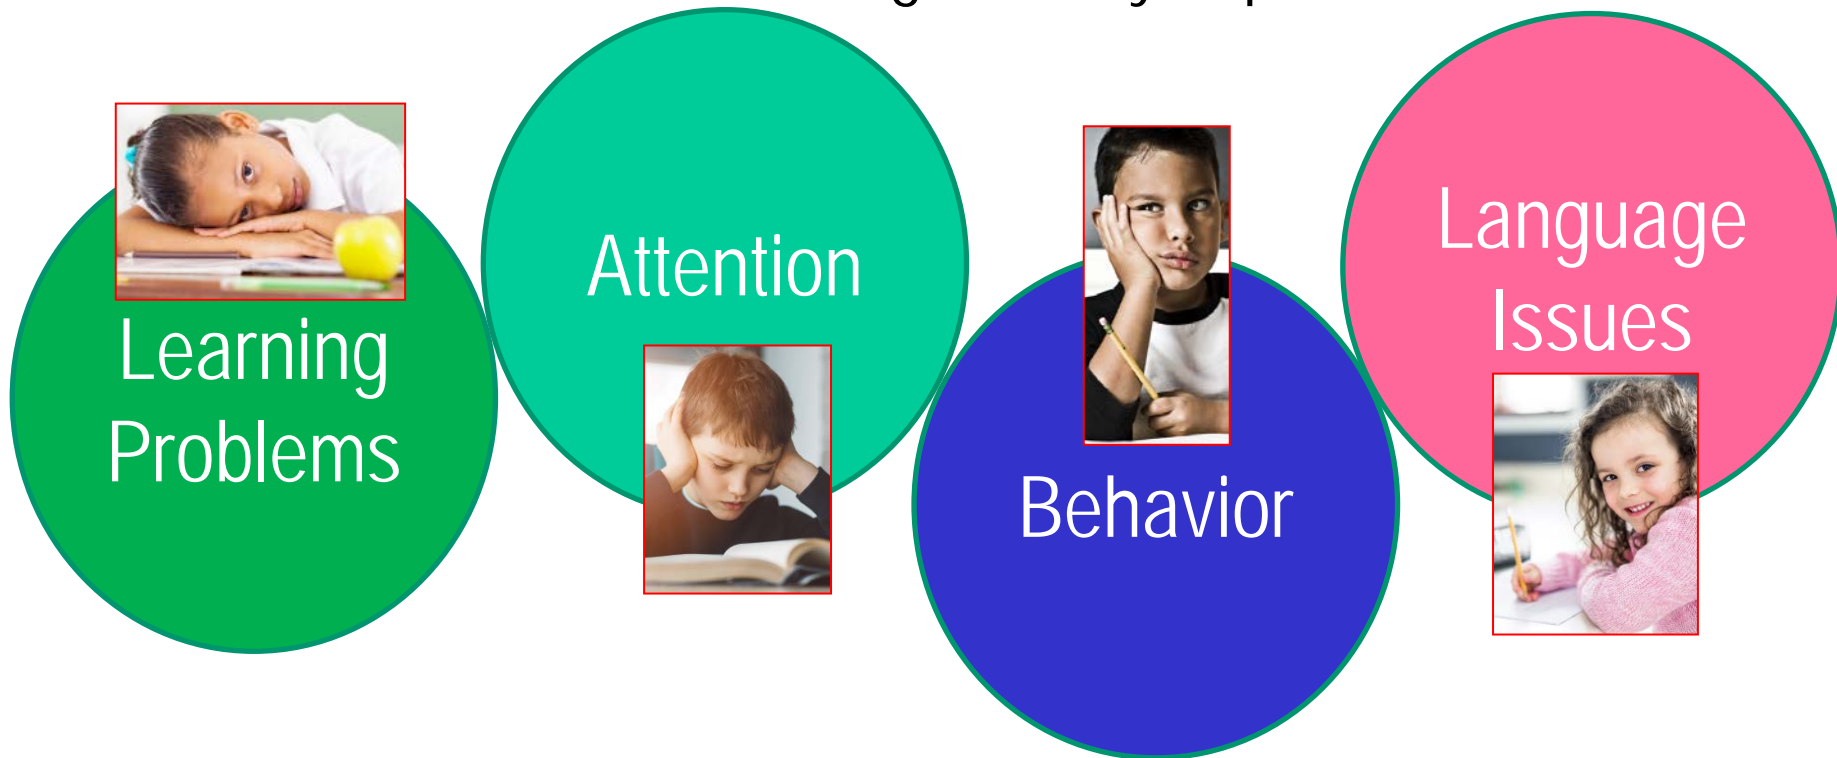 Learning
Problems
Attention
Behavior
Language
Issues